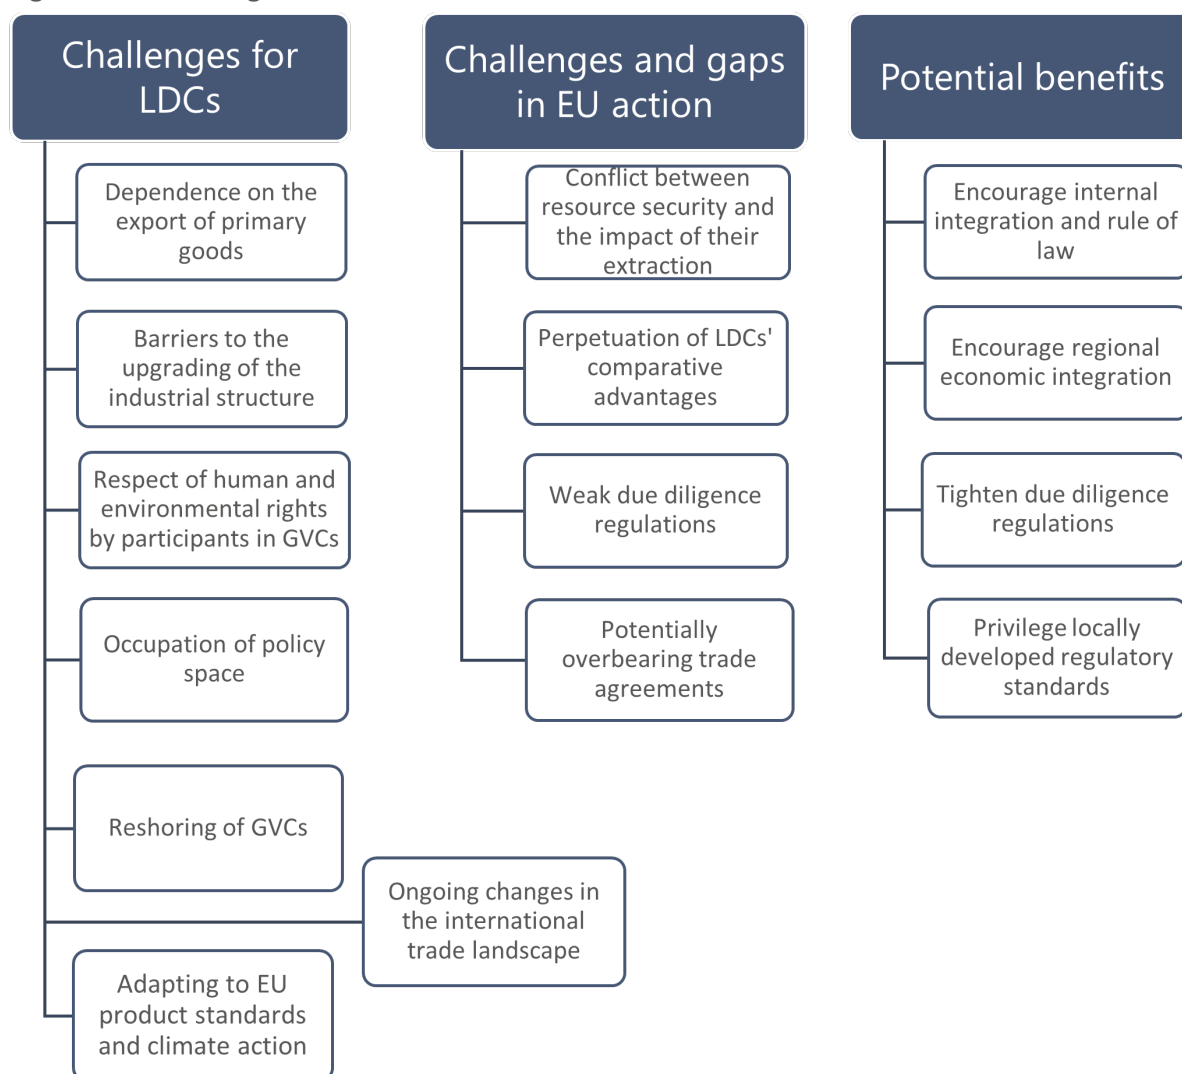 Challenges for
LDCs
Dependence on the
export of primary
goods
Barriers to the
upgrading of the
industrial structure
Respect of human and
environmental rights
by participants in GVCs
Occupation of policy
space
Reshoring of GVCs
Ongoing changes in
the international
trade landscape
Adapting to EU
product standards
and climate action
Challenges and gaps
in EU action
Conflict between
resource security and
the impact of their
extraction
Perpetuation of LDCs'
comparative
advantages
Weak due diligence
regulations
Potentially
overbearing trade
agreements
Potential benefits
Encourage internal
integration and rule of
law
Encourage regional
economic integration
Tighten due diligence
regulations
Privilege locally
developed regulatory
standards